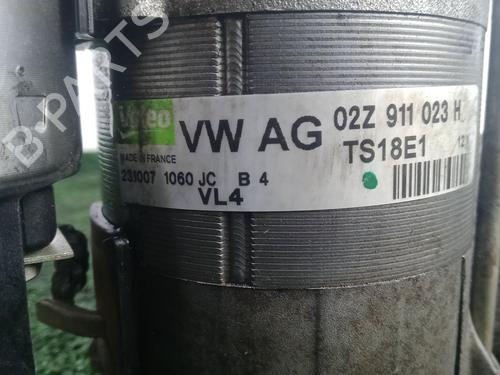 B-PARTS
Valeo
VW AG
02Z 911 023 H
MADE IN FRANCE
TS18E1
231007 1060 JC B 4
VL4